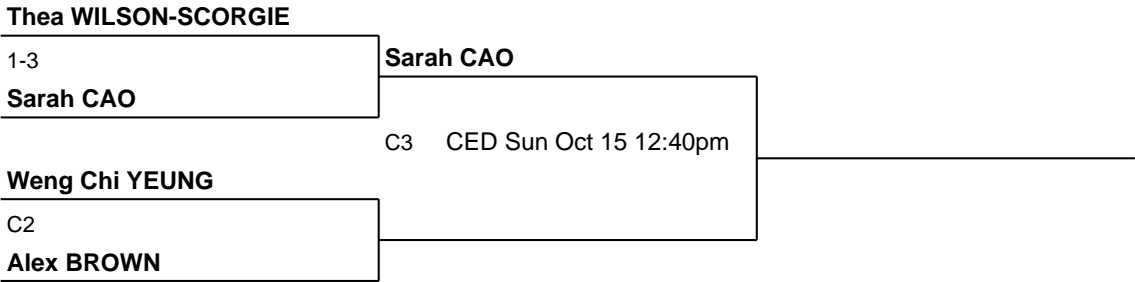 Thea WILSON-SCORGIE
1-3
Sarah CAO
Sarah CAO
C3 CED Sun Oct 15 12:40pm
Weng Chi YEUNG
C2
Alex BROWN